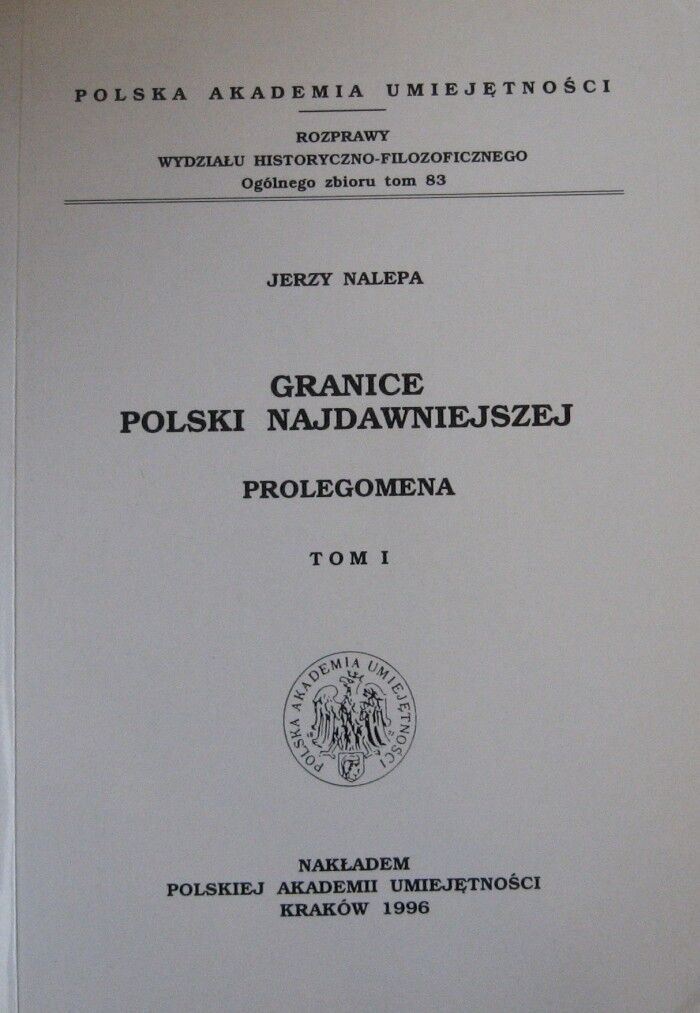 POLSKA AKADEMIA UMIEJĘTNOŚCI
ROZPRAWY
WYDZIAŁU HISTORYCZNO-FILOZOFICZNEGO
Ogólnego zbioru tom 83
JERZY NALEPA
GRANICE
POLSKI NAJDAWNIEJSZEJ
PROLEGOMENA
TOM I
POLSKA AKADEMIA UMIEJĘTNOŚCI
NAKŁADEM
POLSKIEJ AKADEMII UMIEJĘTNOŚCI
KRAKÓW 1996